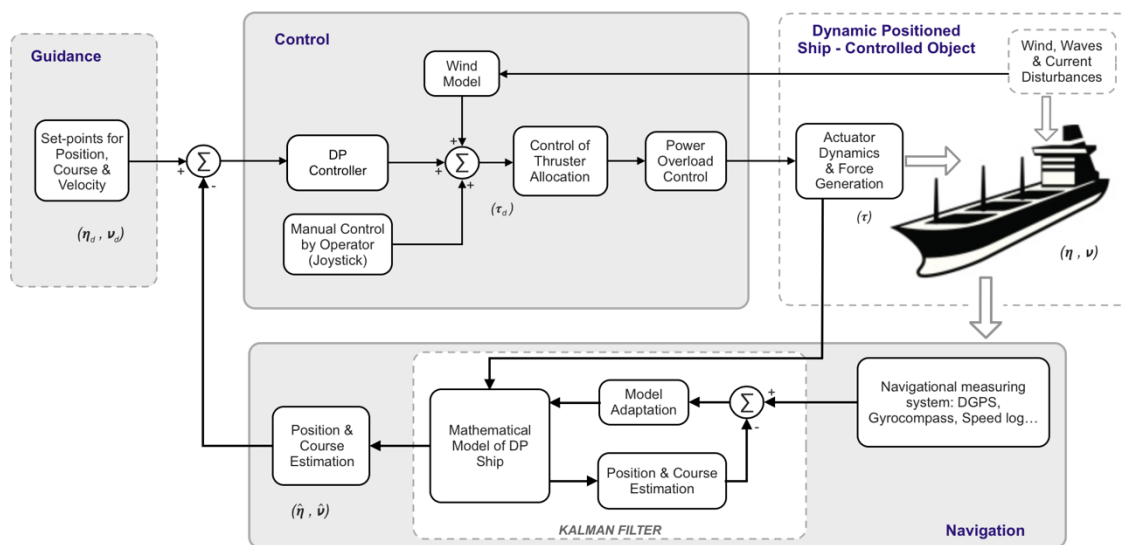 Guidance
Set-points for
Position,
Course &
Velocity
(η_d , ν_d)
+
Σ
-
Control
Wind
Model
DP
Controller
Manual Control
by Operator
(Joystick)
+
+
Σ
+
(τ_d)
Control of
Thruster
Allocation
Power
Overload
Control
Dynamic Positioned
Ship - Controlled Object
Wind, Waves
& Current
Disturbances
Actuator
Dynamics
& Force
Generation
(τ)
(η , ν)
Navigational measuring
system: DGPS,
Gyrocompass, Speed log...
+
Σ
-
Model
Adaptation
Mathematical
Model of DP
Ship
Position & Course
Estimation
Position &
Course
Estimation
(η̂ , ν̂)
KALMAN FILTER
Navigation